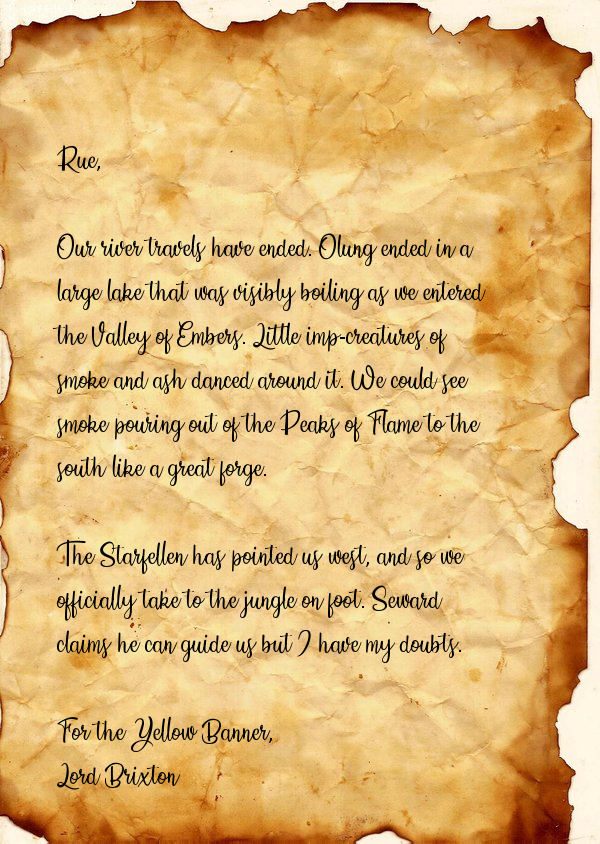 Rue,
Our river travels have ended. Olung ended in a
large lake that was visibly boiling as we entered
the Valley of Embers. Little imp-creatures of
smoke and ash danced around it. We could see
smoke pouring out of the Peaks of Flame to the
south like a great forge.
The Starfellen has pointed us west, and so we
officially take to the jungle on foot. Seward
claims he can guide us but I have my doubts.
For the Yellow Banner,
Lord Brixton